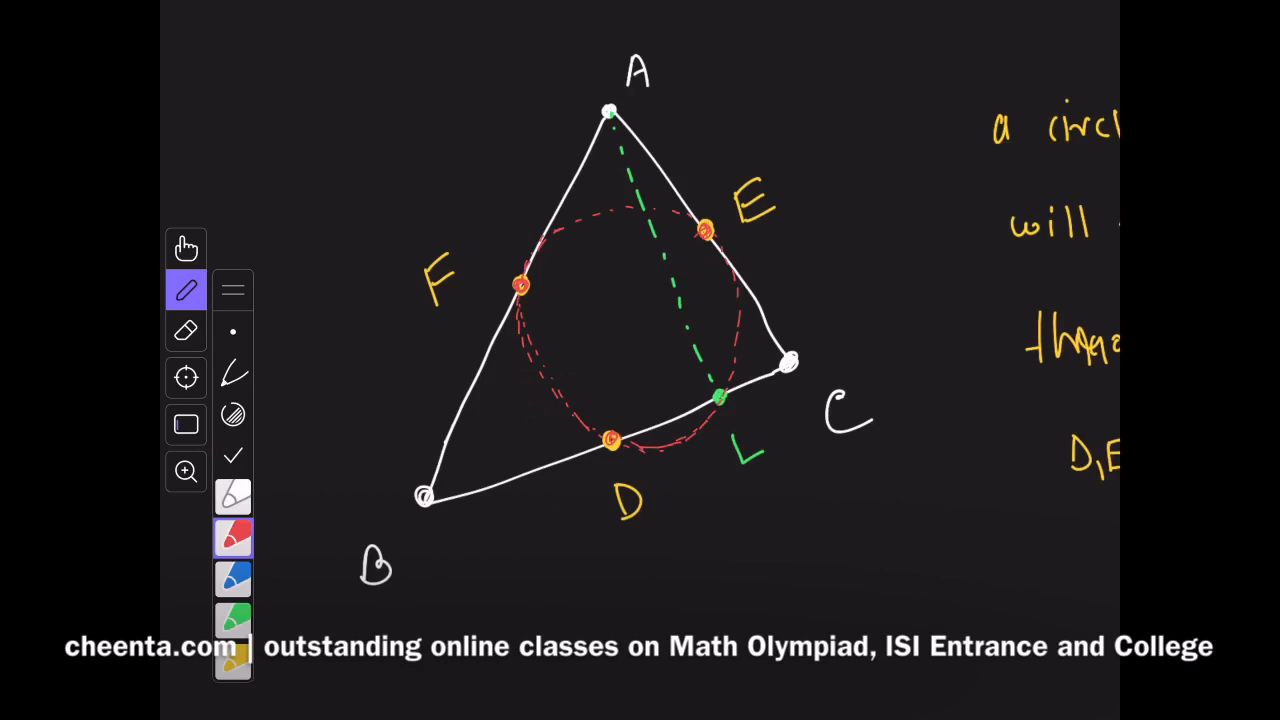 A
a circl
E
will
F
L
C
D
D,E
B
cheenta.com | outstanding online classes on Math Olympiad, ISI Entrance and College